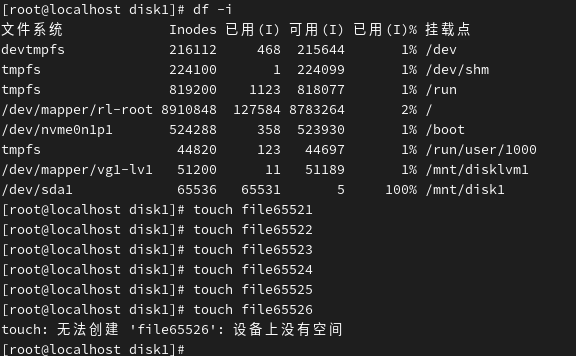 [root@localhost disk1]# df -i
文件系统 Inodes 已用(I) 可用(I) 已用(I)% 挂载点
devtmpfs 216112 468 215644 1% /dev
tmpfs 224100 1 224099 1% /dev/shm
tmpfs 819200 1123 818077 1% /run
/dev/mapper/rl-root 8910848 127584 8783264 2% /
/dev/nvme0n1p1 524288 358 523930 1% /boot
tmpfs 44820 123 44697 1% /run/user/1000
/dev/mapper/vg1-lv1 51200 11 51189 1% /mnt/disklvm1
/dev/sda1 65536 65531 5 100% /mnt/disk1
[root@localhost disk1]# touch file65521
[root@localhost disk1]# touch file65522
[root@localhost disk1]# touch file65523
[root@localhost disk1]# touch file65524
[root@localhost disk1]# touch file65525
[root@localhost disk1]# touch file65526
touch: 无法创建 'file65526': 设备上没有空间
[root@localhost disk1]#